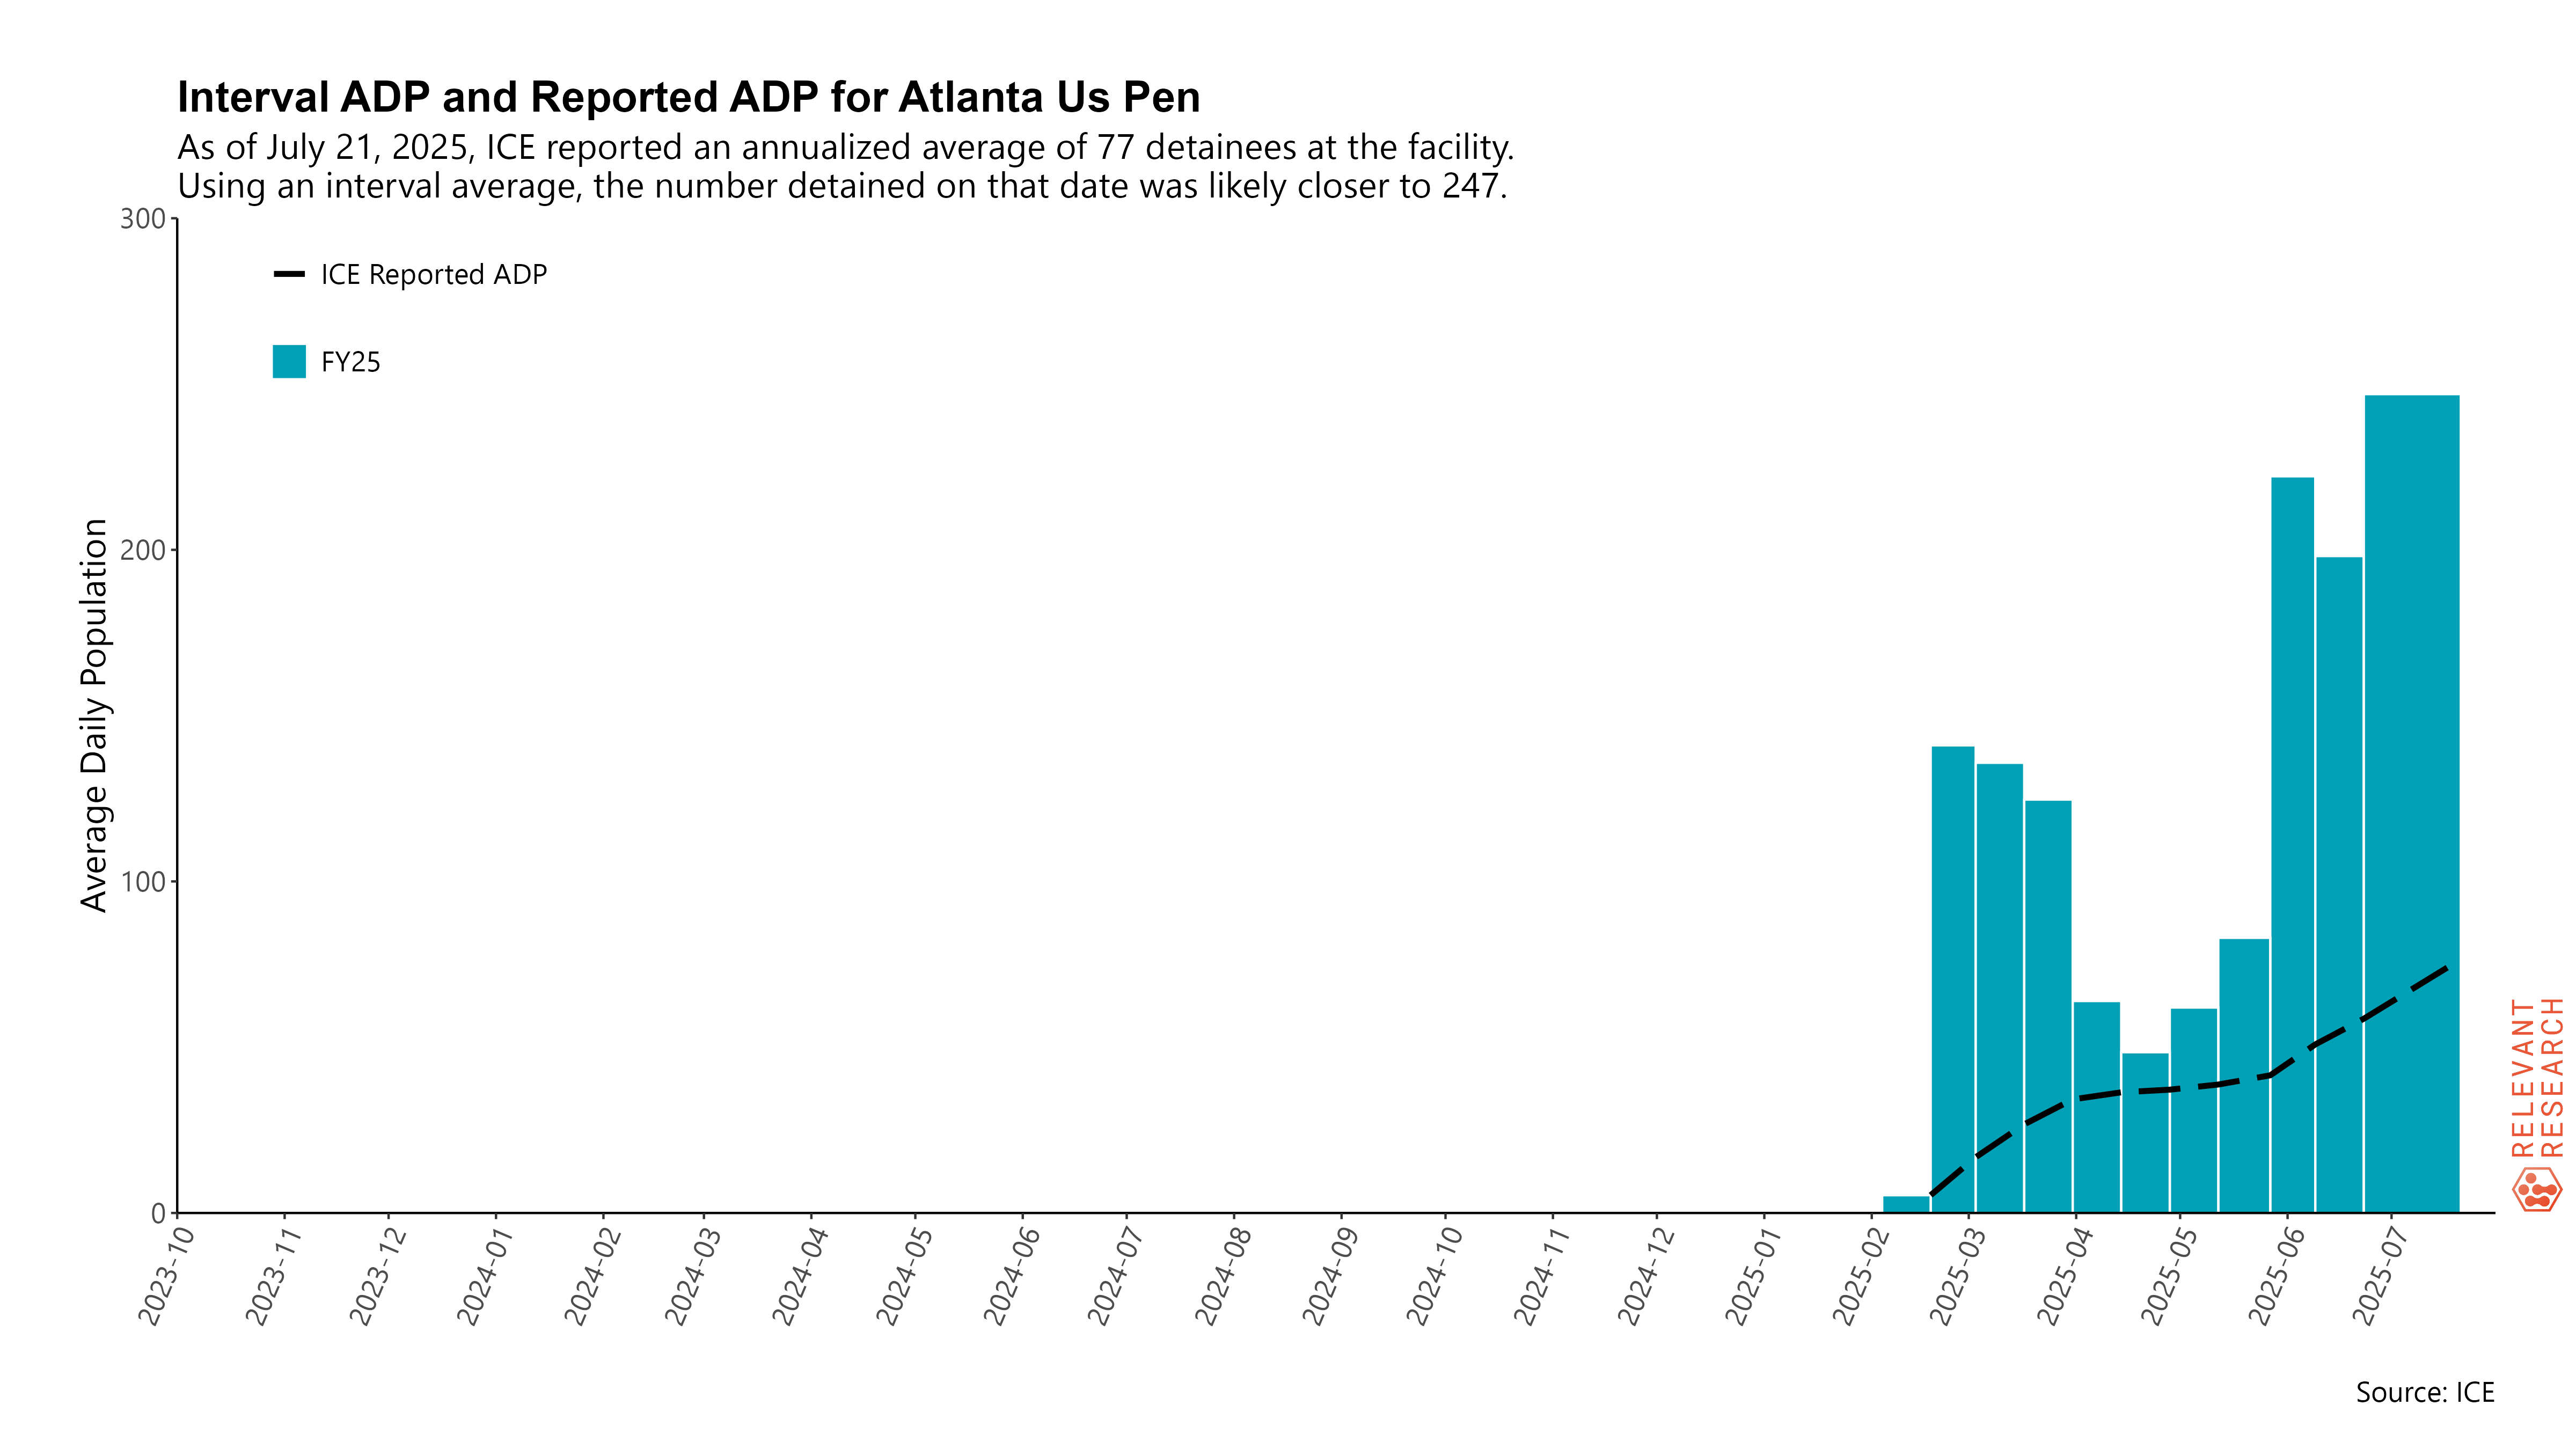 Interval ADP and Reported ADP for Atlanta Us Pen
As of July 21, 2025, ICE reported an annualized average of 77 detainees at the facility.
Using an interval average, the number detained on that date was likely closer to 247.
300
200
100
0
Average Daily Population
ICE Reported ADP
FY25
2023-10
2023-11
2023-12
2024-01
2024-02
2024-03
2024-04
2024-05
2024-06
2024-07
2024-08
2024-09
2024-10
2024-11
2024-12
2025-01
2025-02
2025-03
2025-04
2025-05
2025-06
2025-07
RELEVANT
RESEARCH
Source: ICE